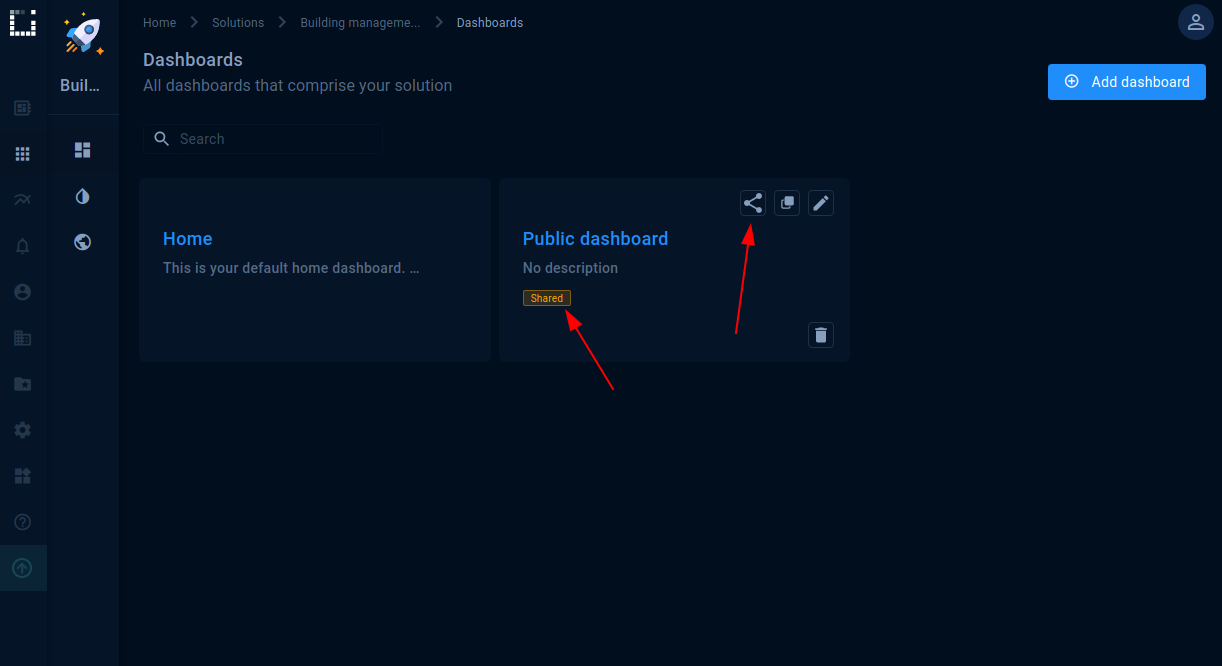 Home Solutions Building manageme... Dashboards
Buil...
Dashboards
All dashboards that comprise your solution
Add dashboard
Search
Home
This is your default home dashboard. ...
Public dashboard
No description
Shared